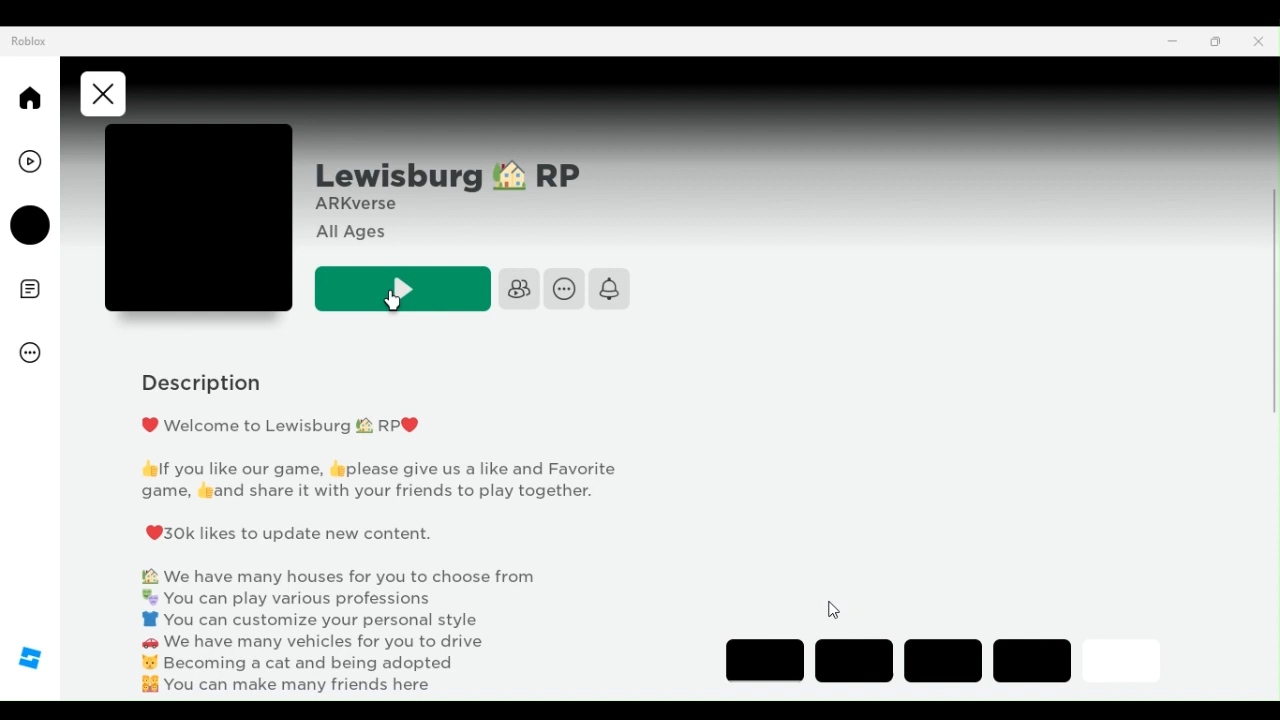 Roblox
Lewisburg 🏡 RP
ARKverse
All Ages
Description
❤️ Welcome to Lewisburg 🏡 RP❤️
👍If you like our game, 👍please give us a like and Favorite
game, 👍and share it with your friends to play together.
❤️30k likes to update new content.
🏡 We have many houses for you to choose from
🎭 You can play various professions
👕 You can customize your personal style
🚗 We have many vehicles for you to drive
😺 Becoming a cat and being adopted
👯 You can make many friends here